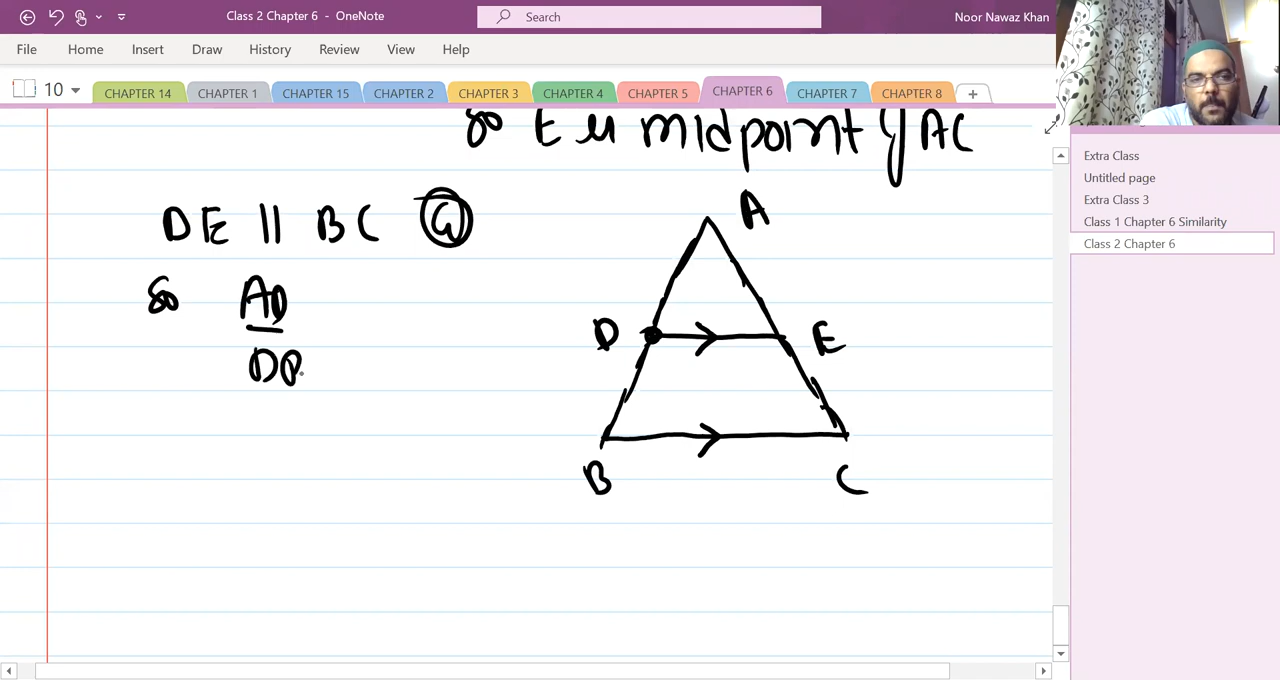 Class 2 Chapter 6 - OneNote
Search
Noor Nawaz Khan
File Home Insert Draw History Review View Help
10 CHAPTER 14 CHAPTER 1 CHAPTER 15 CHAPTER 2 CHAPTER 3 CHAPTER 4 CHAPTER 5 CHAPTER 6 CHAPTER 7 CHAPTER 8 +
Extra Class
Untitled page
Extra Class 3
Class 1 Chapter 6 Similarity
Class 2 Chapter 6
So E midpoint of AC
DE || BC G
So AD
DB
A
D E
B C